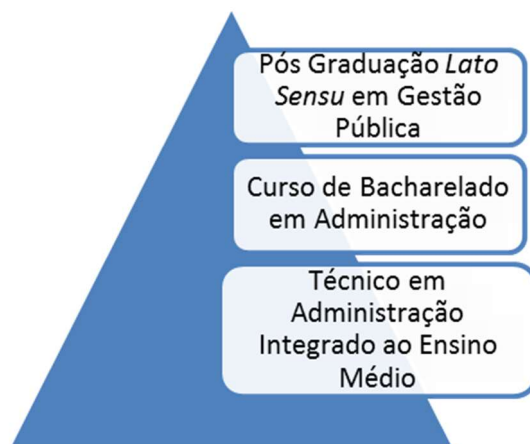 Pós Graduação Lato
Sensu em Gestão
Pública
Curso de Bacharelado
em Administração
Técnico em
Administração
Integrado ao Ensino
Médio